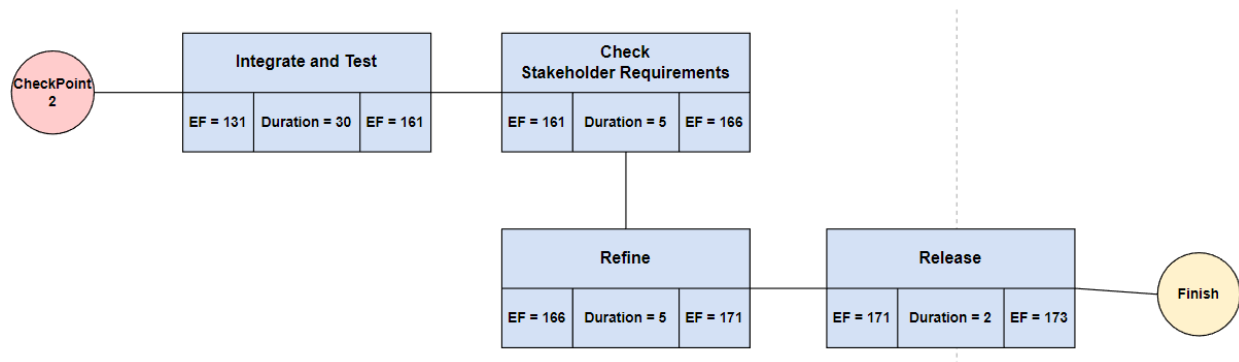 CheckPoint
2
Integrate and Test
EF = 131 Duration = 30 EF = 161
Check
Stakeholder Requirements
EF = 161 Duration = 5 EF = 166
Refine
EF = 166 Duration = 5 EF = 171
Release
EF = 171 Duration = 2 EF = 173
Finish